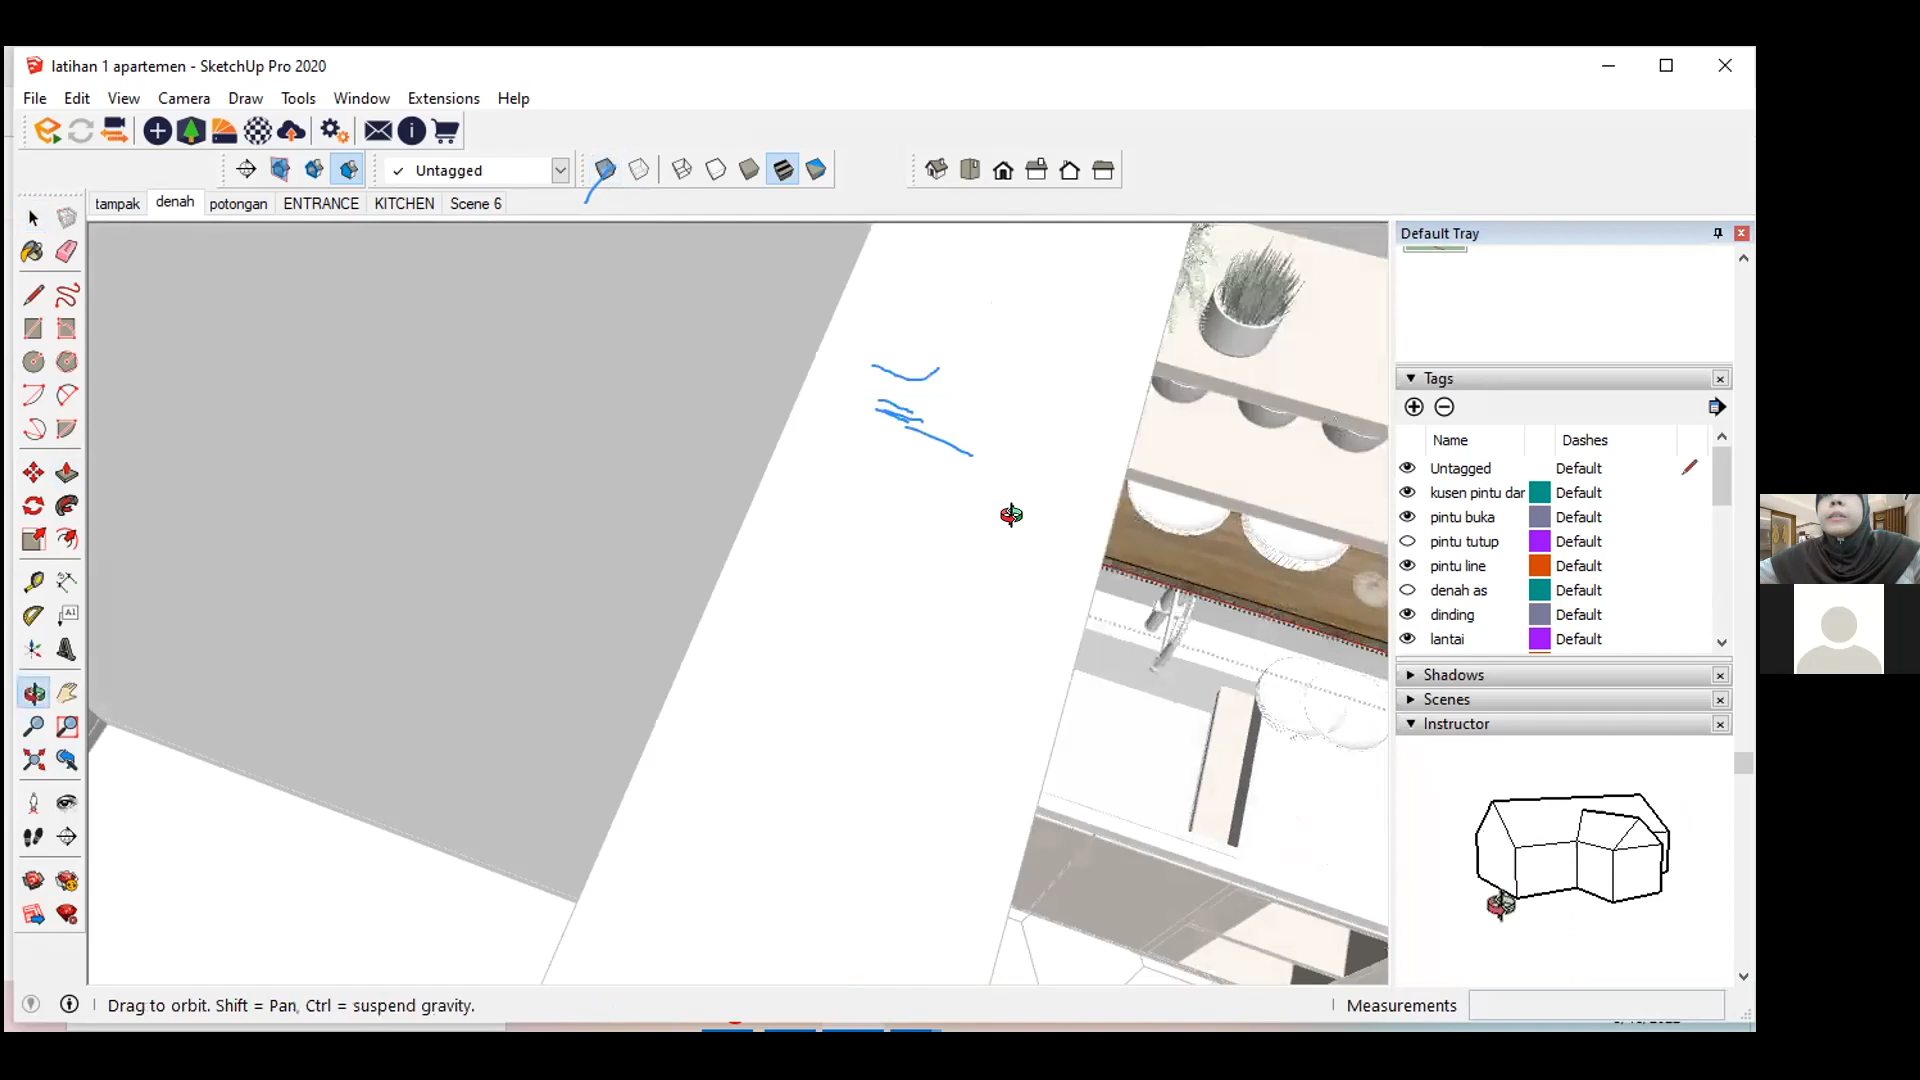 latihan 1 apartemen - SketchUp Pro 2020
File Edit View Camera Draw Tools Window Extensions Help
✓ Untagged
tampak denah potongan ENTRANCE KITCHEN Scene 6
Default Tray
Tags
Name Dashes
Untagged Default
kusen pintu dar Default
pintu buka Default
pintu tutup Default
pintu line Default
denah as Default
dinding Default
lantai Default
Shadows
Scenes
Instructor
A1
Drag to orbit. Shift = Pan, Ctrl = suspend gravity.
Measurements